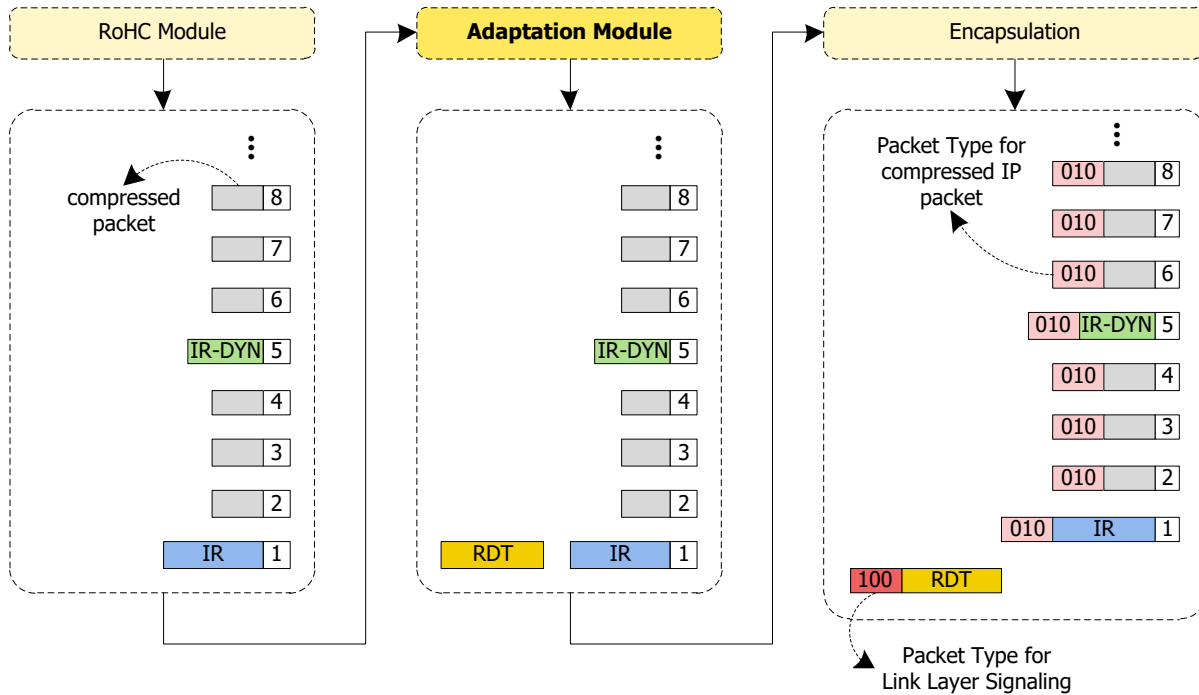 RoHC Module
Adaptation Module
Encapsulation
compressed
packet
8
7
6
IR-DYN 5
4
3
2
IR 1
8
7
6
IR-DYN 5
4
3
2
RDT IR 1
Packet Type for
compressed IP
packet
010 8
010 7
010 6
010 IR-DYN 5
010 4
010 3
010 2
010 IR 1
100 RDT
Packet Type for
Link Layer Signaling